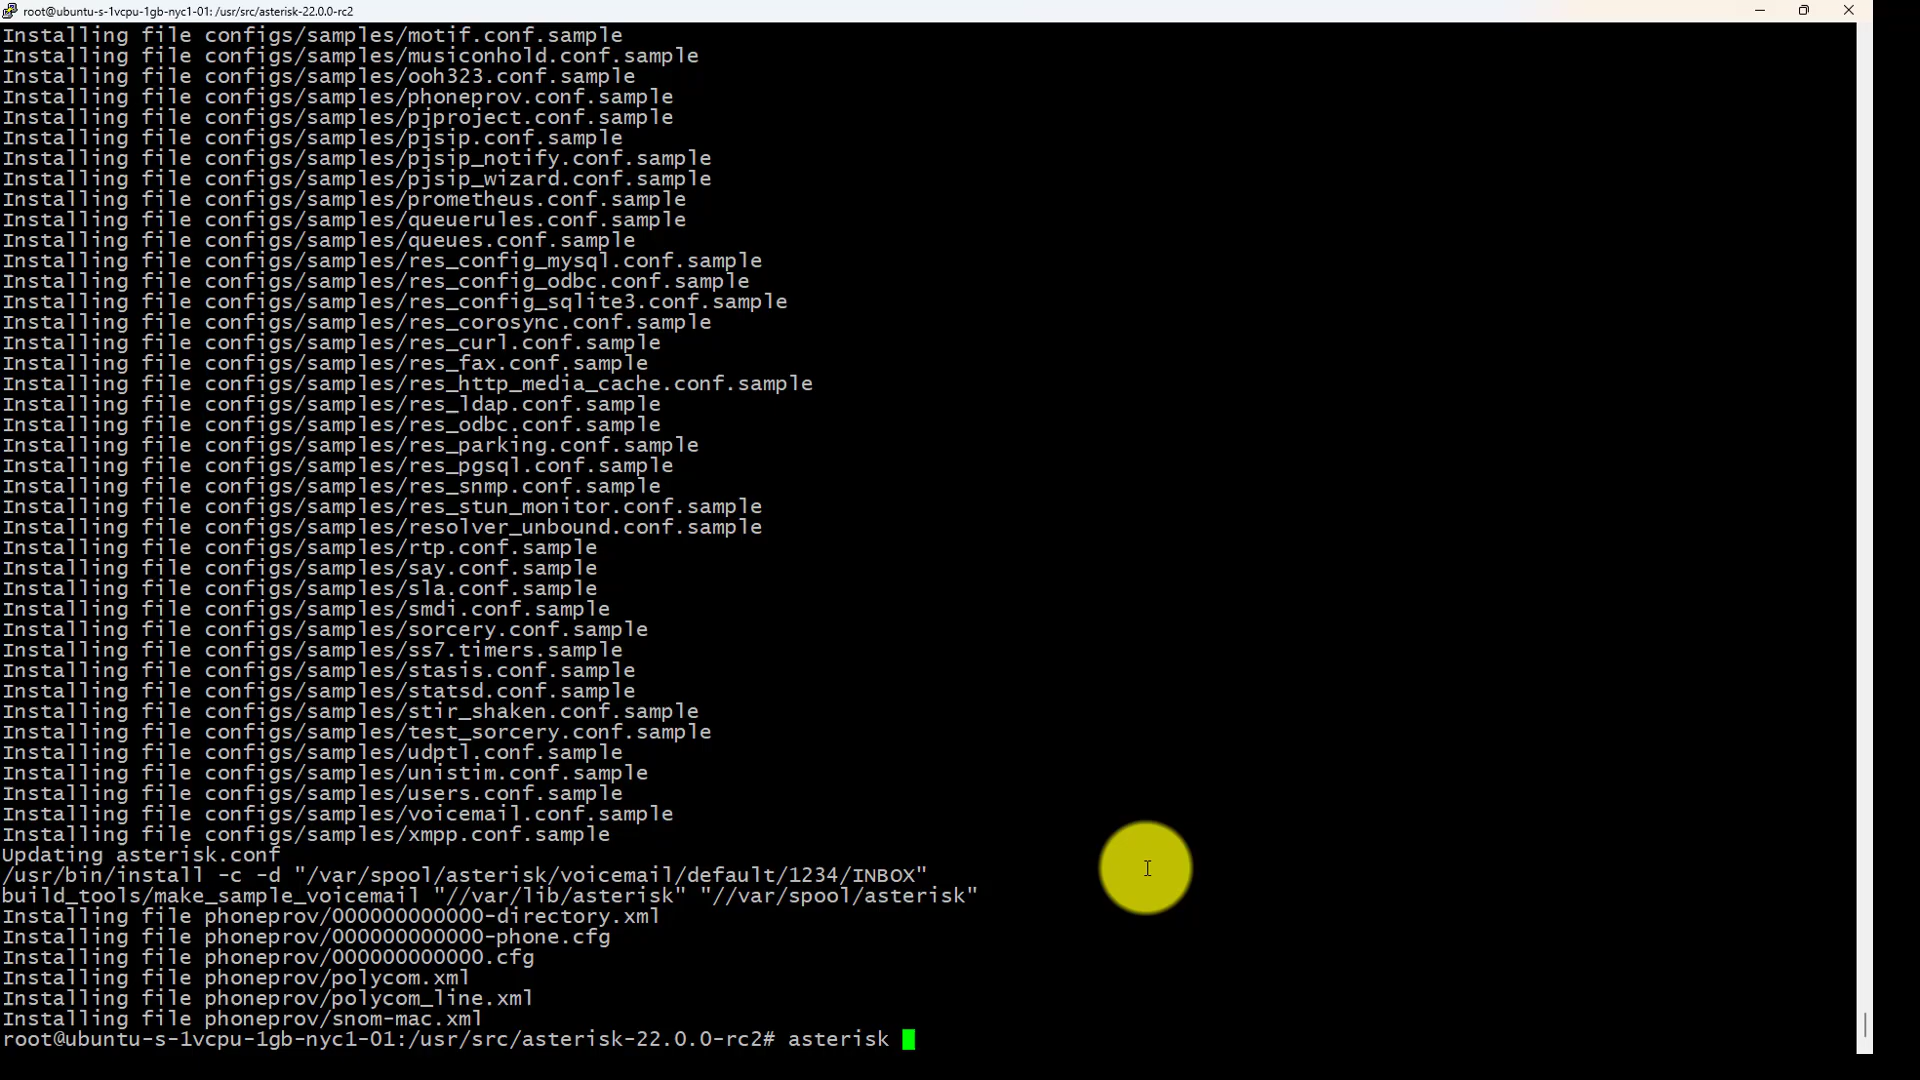 root@ubuntu-s-1vcpu-1gb-nyc1-01: /usr/src/asterisk-22.0.0-rc2
Installing file configs/samples/motif.conf.sample
Installing file configs/samples/musiconhold.conf.sample
Installing file configs/samples/ooh323.conf.sample
Installing file configs/samples/phoneprov.conf.sample
Installing file configs/samples/pjproject.conf.sample
Installing file configs/samples/pjsip.conf.sample
Installing file configs/samples/pjsip_notify.conf.sample
Installing file configs/samples/pjsip_wizard.conf.sample
Installing file configs/samples/prometheus.conf.sample
Installing file configs/samples/queuerules.conf.sample
Installing file configs/samples/queues.conf.sample
Installing file configs/samples/res_config_mysql.conf.sample
Installing file configs/samples/res_config_odbc.conf.sample
Installing file configs/samples/res_config_sqlite3.conf.sample
Installing file configs/samples/res_corosync.conf.sample
Installing file configs/samples/res_curl.conf.sample
Installing file configs/samples/res_fax.conf.sample
Installing file configs/samples/res_http_media_cache.conf.sample
Installing file configs/samples/res_ldap.conf.sample
Installing file configs/samples/res_odbc.conf.sample
Installing file configs/samples/res_parking.conf.sample
Installing file configs/samples/res_pgsql.conf.sample
Installing file configs/samples/res_snmp.conf.sample
Installing file configs/samples/res_stun_monitor.conf.sample
Installing file configs/samples/resolver_unbound.conf.sample
Installing file configs/samples/rtp.conf.sample
Installing file configs/samples/say.conf.sample
Installing file configs/samples/sla.conf.sample
Installing file configs/samples/smdi.conf.sample
Installing file configs/samples/sorcery.conf.sample
Installing file configs/samples/ss7.timers.sample
Installing file configs/samples/stasis.conf.sample
Installing file configs/samples/statsd.conf.sample
Installing file configs/samples/stir_shaken.conf.sample
Installing file configs/samples/test_sorcery.conf.sample
Installing file configs/samples/udptl.conf.sample
Installing file configs/samples/unistim.conf.sample
Installing file configs/samples/users.conf.sample
Installing file configs/samples/voicemail.conf.sample
Installing file configs/samples/xmpp.conf.sample
Updating asterisk.conf
/usr/bin/install -c -d "/var/spool/asterisk/voicemail/default/1234/INBOX"
build_tools/make_sample_voicemail "//var/lib/asterisk" "//var/spool/asterisk"
Installing file phoneprov/000000000000-directory.xml
Installing file phoneprov/000000000000-phone.cfg
Installing file phoneprov/000000000000.cfg
Installing file phoneprov/polycom.xml
Installing file phoneprov/polycom_line.xml
Installing file phoneprov/snom-mac.xml
root@ubuntu-s-1vcpu-1gb-nyc1-01:/usr/src/asterisk-22.0.0-rc2# asterisk